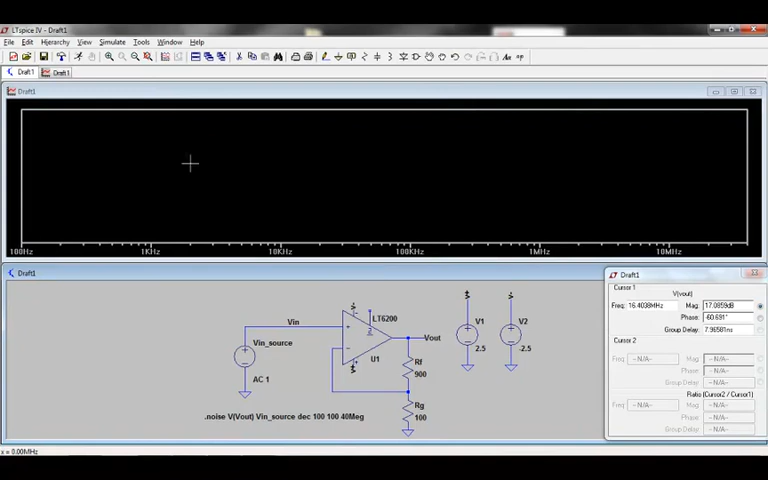 LTspice IV - Draft1
File Edit Hierarchy View Simulate Tools Window Help
Draft1 Draft1
Draft1
100Hz 1KHz 10KHz 100KHz 1MHz 10MHz
Draft1
Vin
Vin_source
AC 1
LT6200
U1
Vout
Rf
900
Rg
100
V1
2.5
V2
.noise V(Vout) Vin_source dec 100 100 40Meg
Draft1
Cursor 1
V(vout)
Freq: 16.4038MHz Mag: 17.0959dB
Phase: -60.691°
Group Delay: 7.96581ns
Cursor 2
Freq: --N/A-- Mag: --N/A--
Phase: --N/A--
Group Delay: --N/A--
Ratio (Cursor2 / Cursor1)
Freq: --N/A-- Mag: --N/A--
Phase: --N/A--
Group Delay: --N/A--
x = 0.00MHz